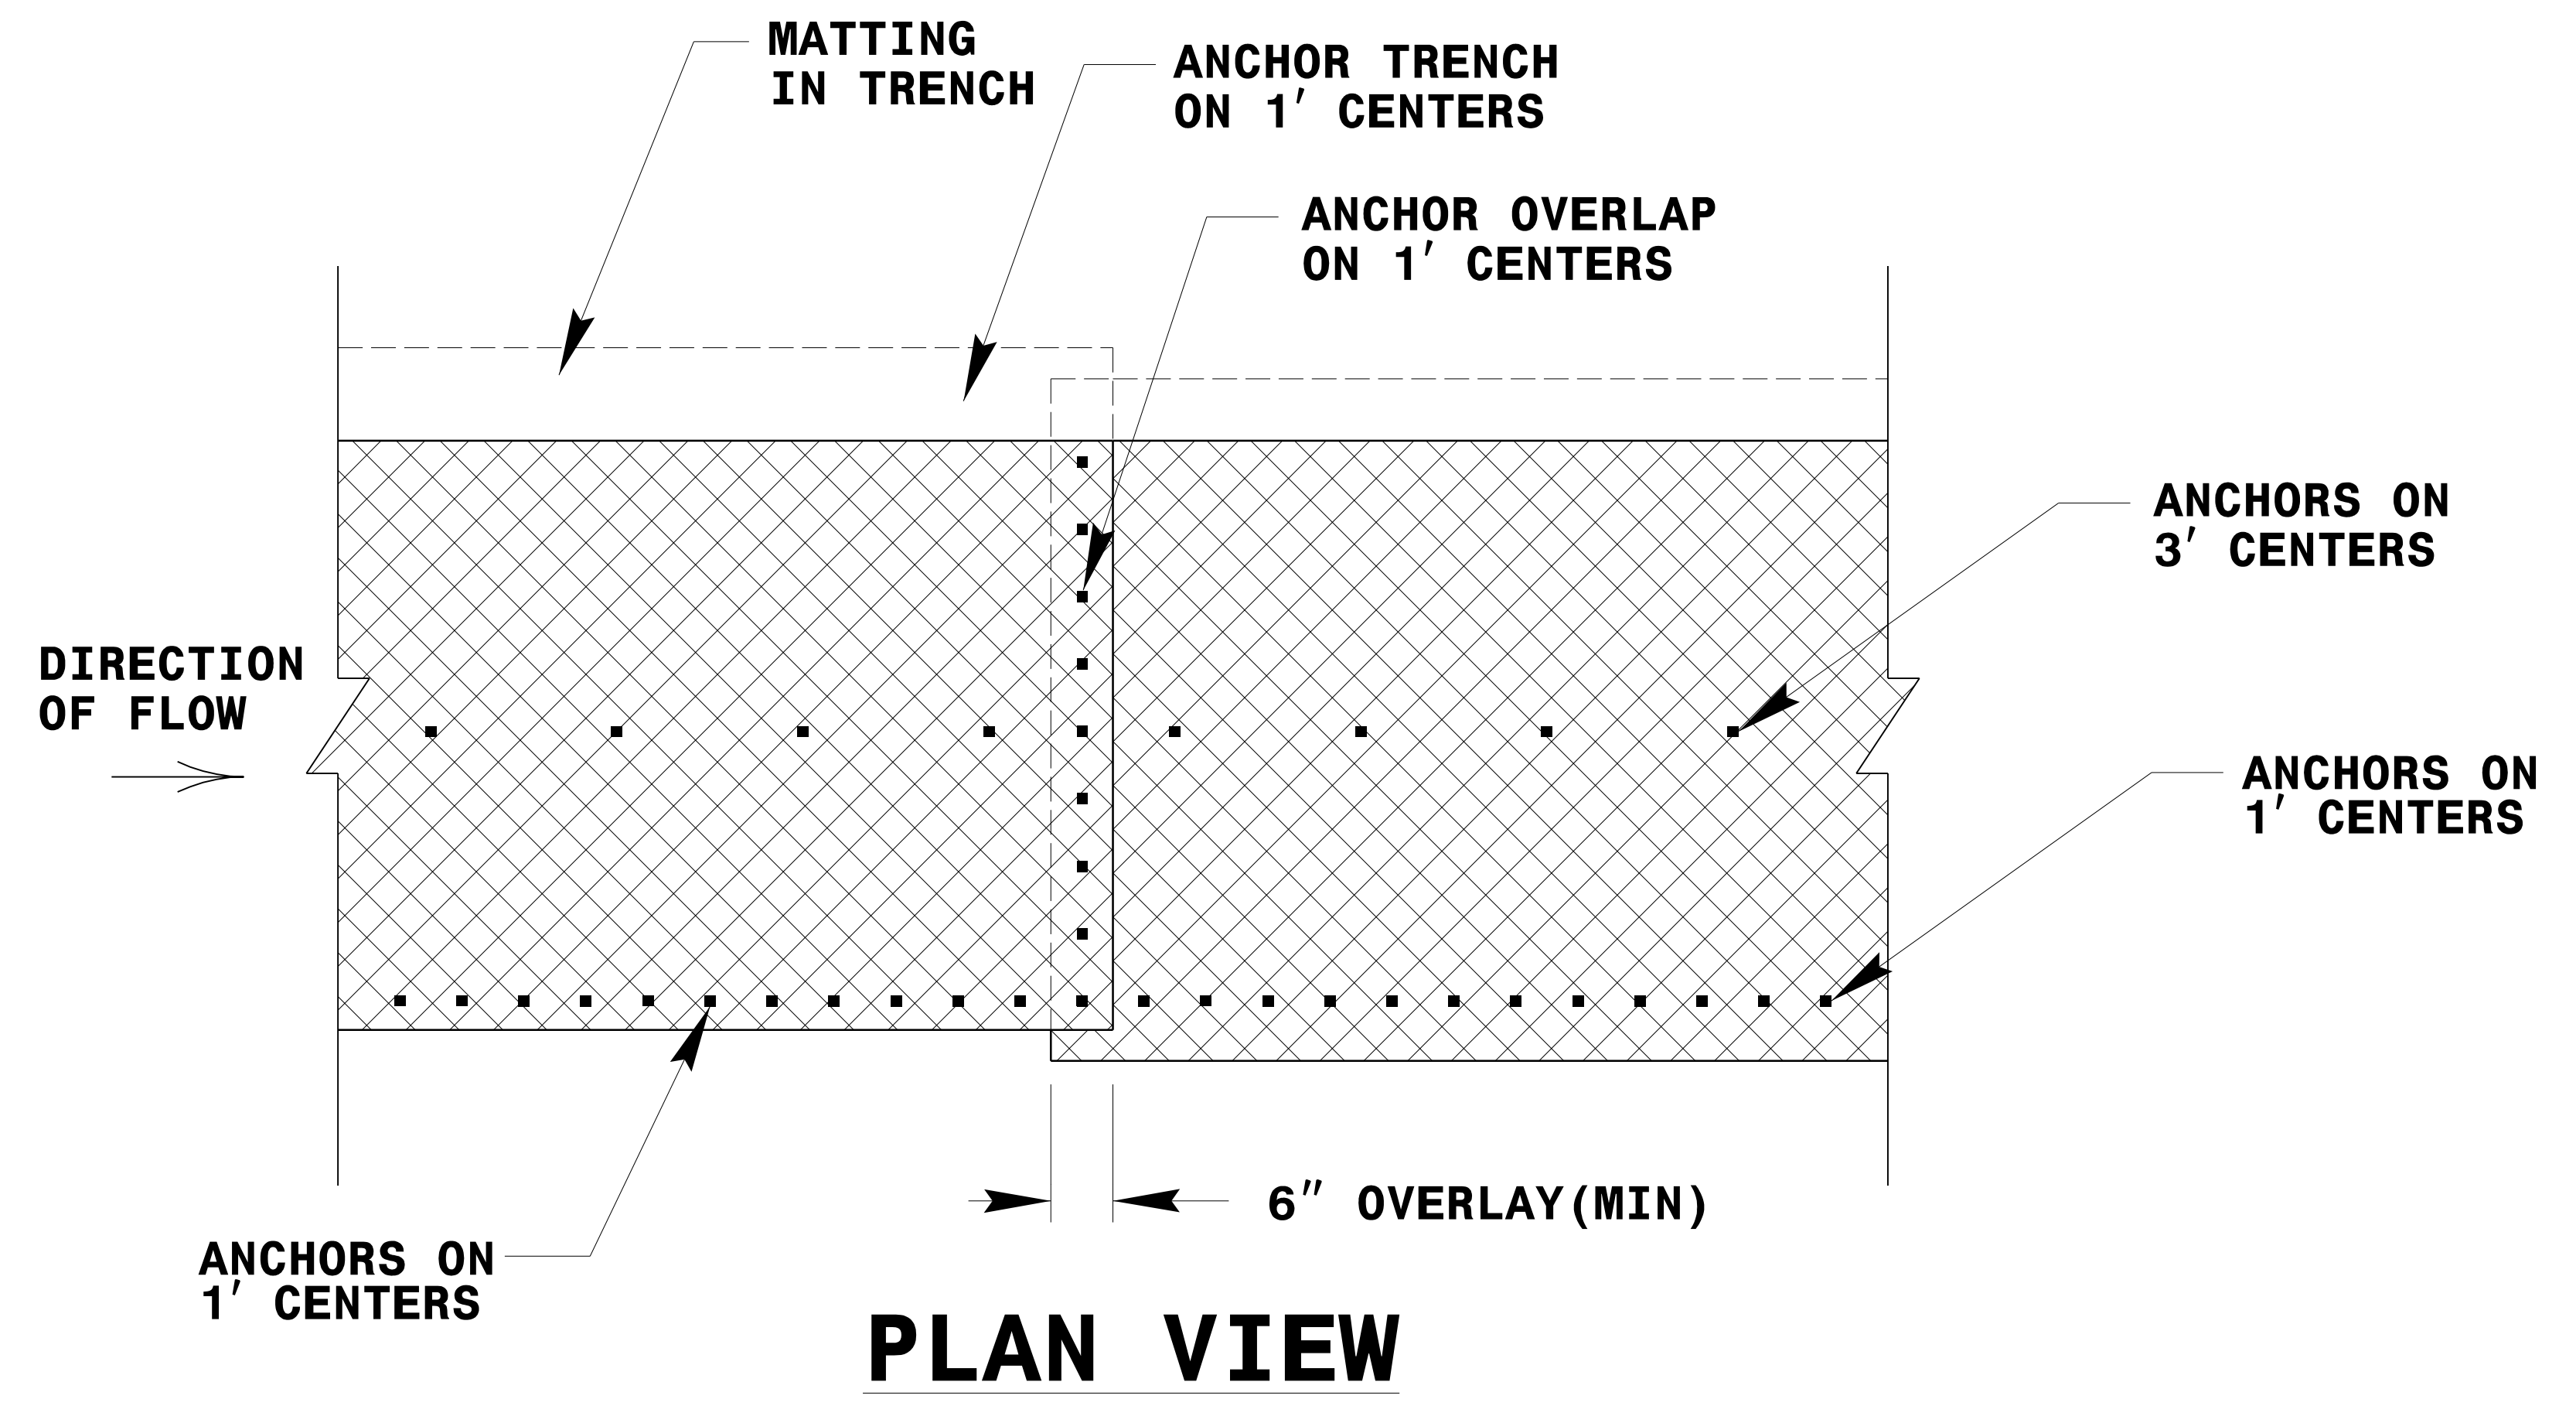 MATTING
IN TRENCH
ANCHOR TRENCH
ON 1' CENTERS
ANCHOR OVERLAP
ON 1' CENTERS
ANCHORS ON
3' CENTERS
DIRECTION
OF FLOW
ANCHORS ON
1' CENTERS
6" OVERLAY(MIN)
ANCHORS ON
1' CENTERS
PLAN VIEW